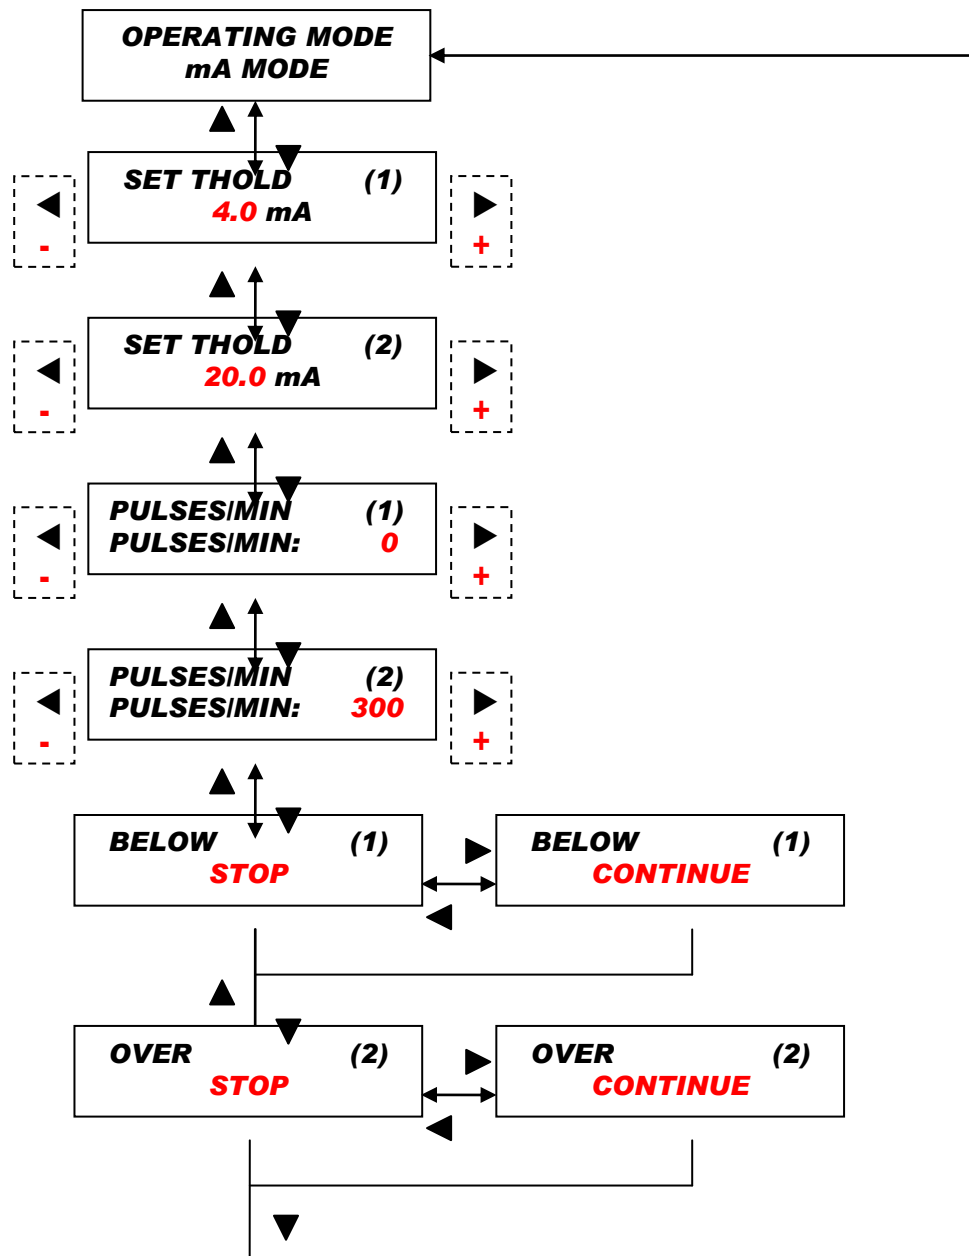 OPERATING MODE
mA MODE
SET THOLD (1)
4.0 mA
- +
SET THOLD (2)
20.0 mA
- +
PULSES/MIN (1)
PULSES/MIN: 0
- +
PULSES/MIN (2)
PULSES/MIN: 300
- +
BELOW (1)
STOP
BELOW (1)
CONTINUE
OVER (2)
STOP
OVER (2)
CONTINUE